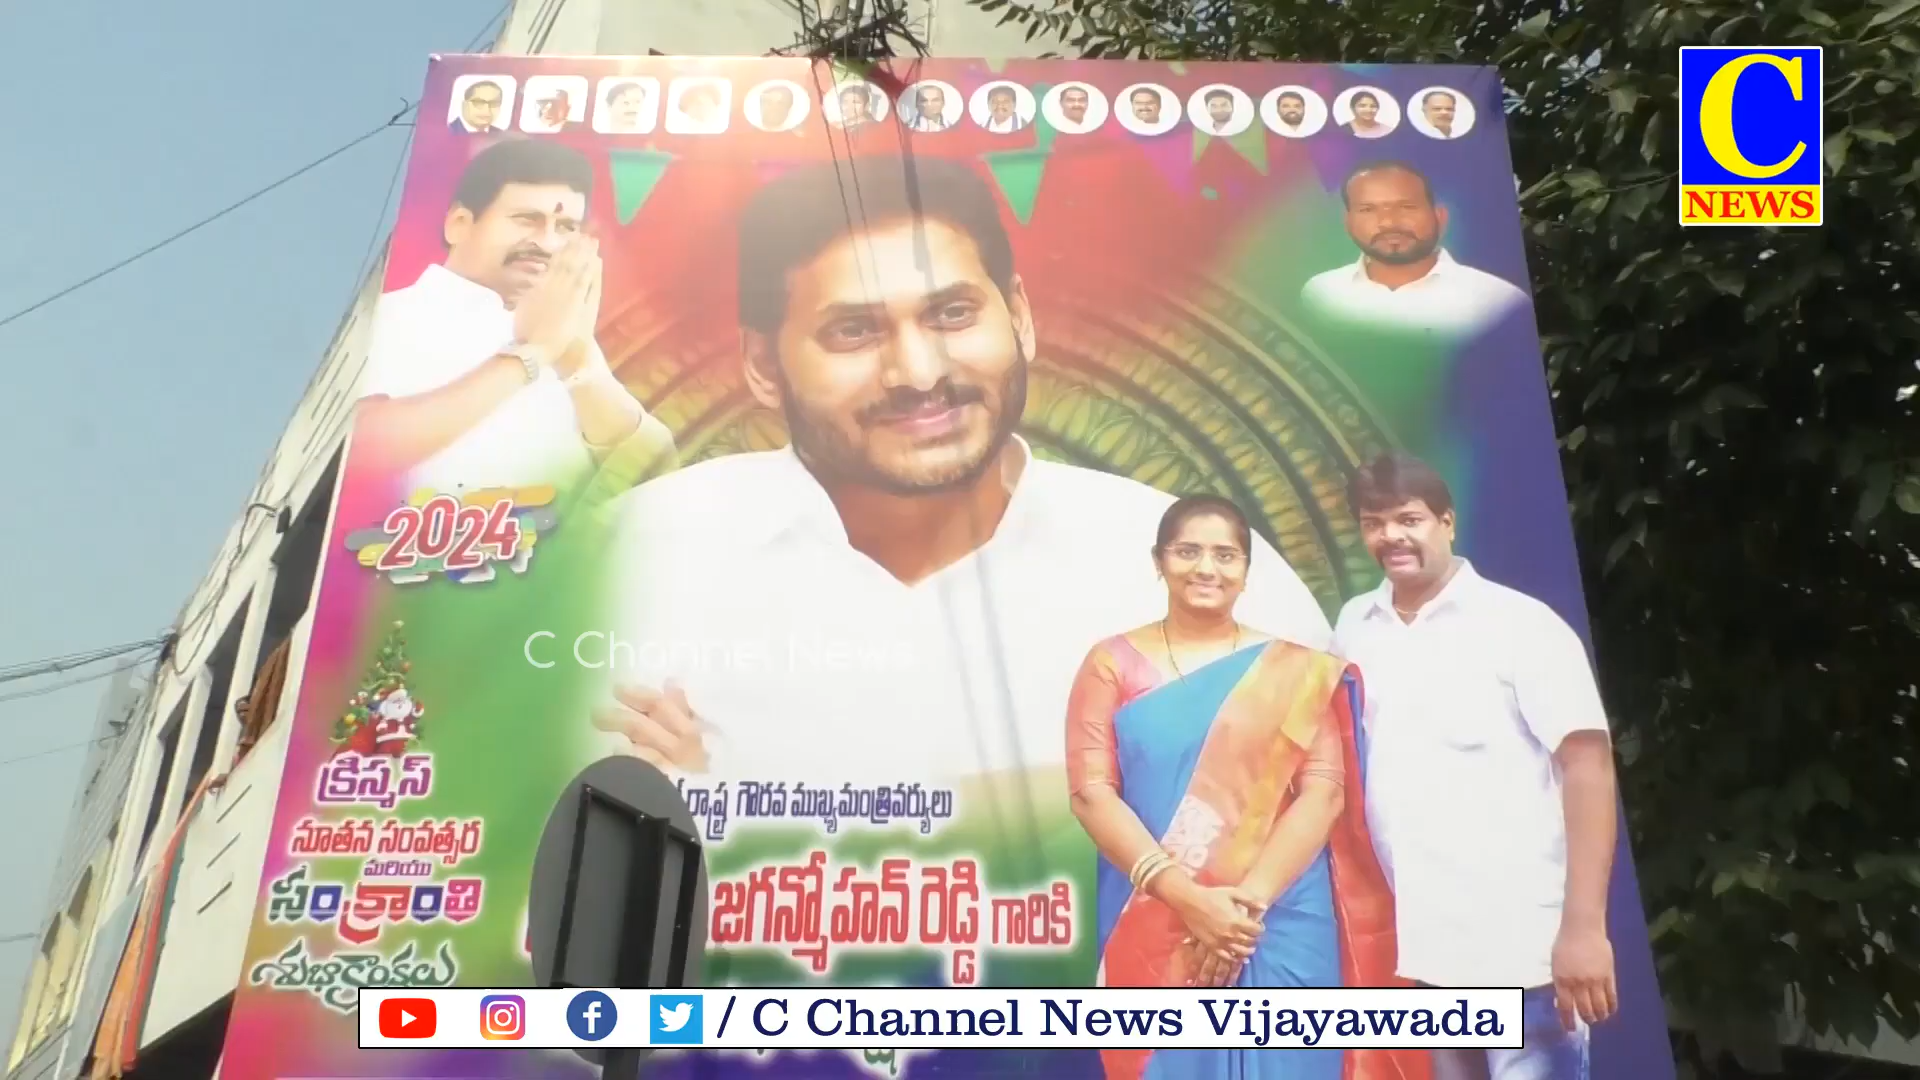 C
NEWS
2024
C Channel News
క్రిస్మస్
నూతన సంవత్సర
మరియు
సంక్రాంతి
శుభాకాంక్షలు
గౌరవ ముఖ్యమంత్రివర్యులు
జగన్మోహన్ రెడ్డి గారికి
/ C Channel News Vijayawada